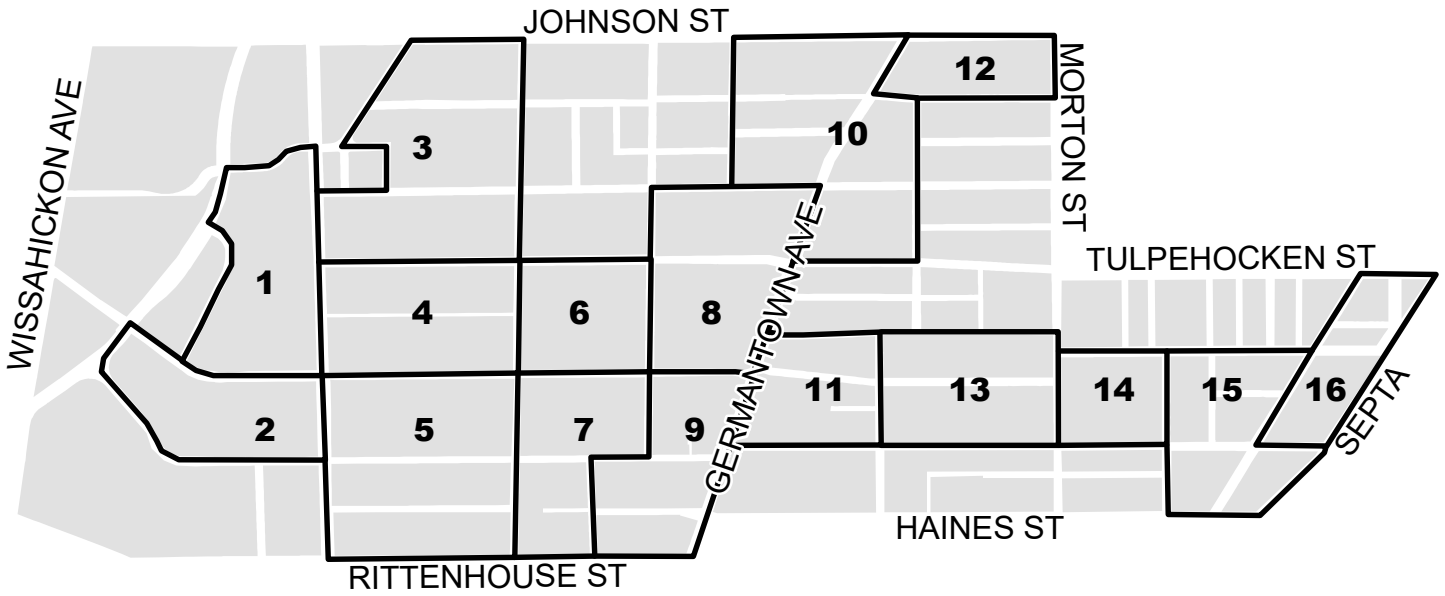 JOHNSON ST
MORTON ST
WISSAHICKON AVE
12
10
3
TULPEHOCKEN ST
1
4
6
8
GERMANTOWN AVE
11
13
14
15
16
SEPTA
2
5
7
9
HAINES ST
RITTENHOUSE ST